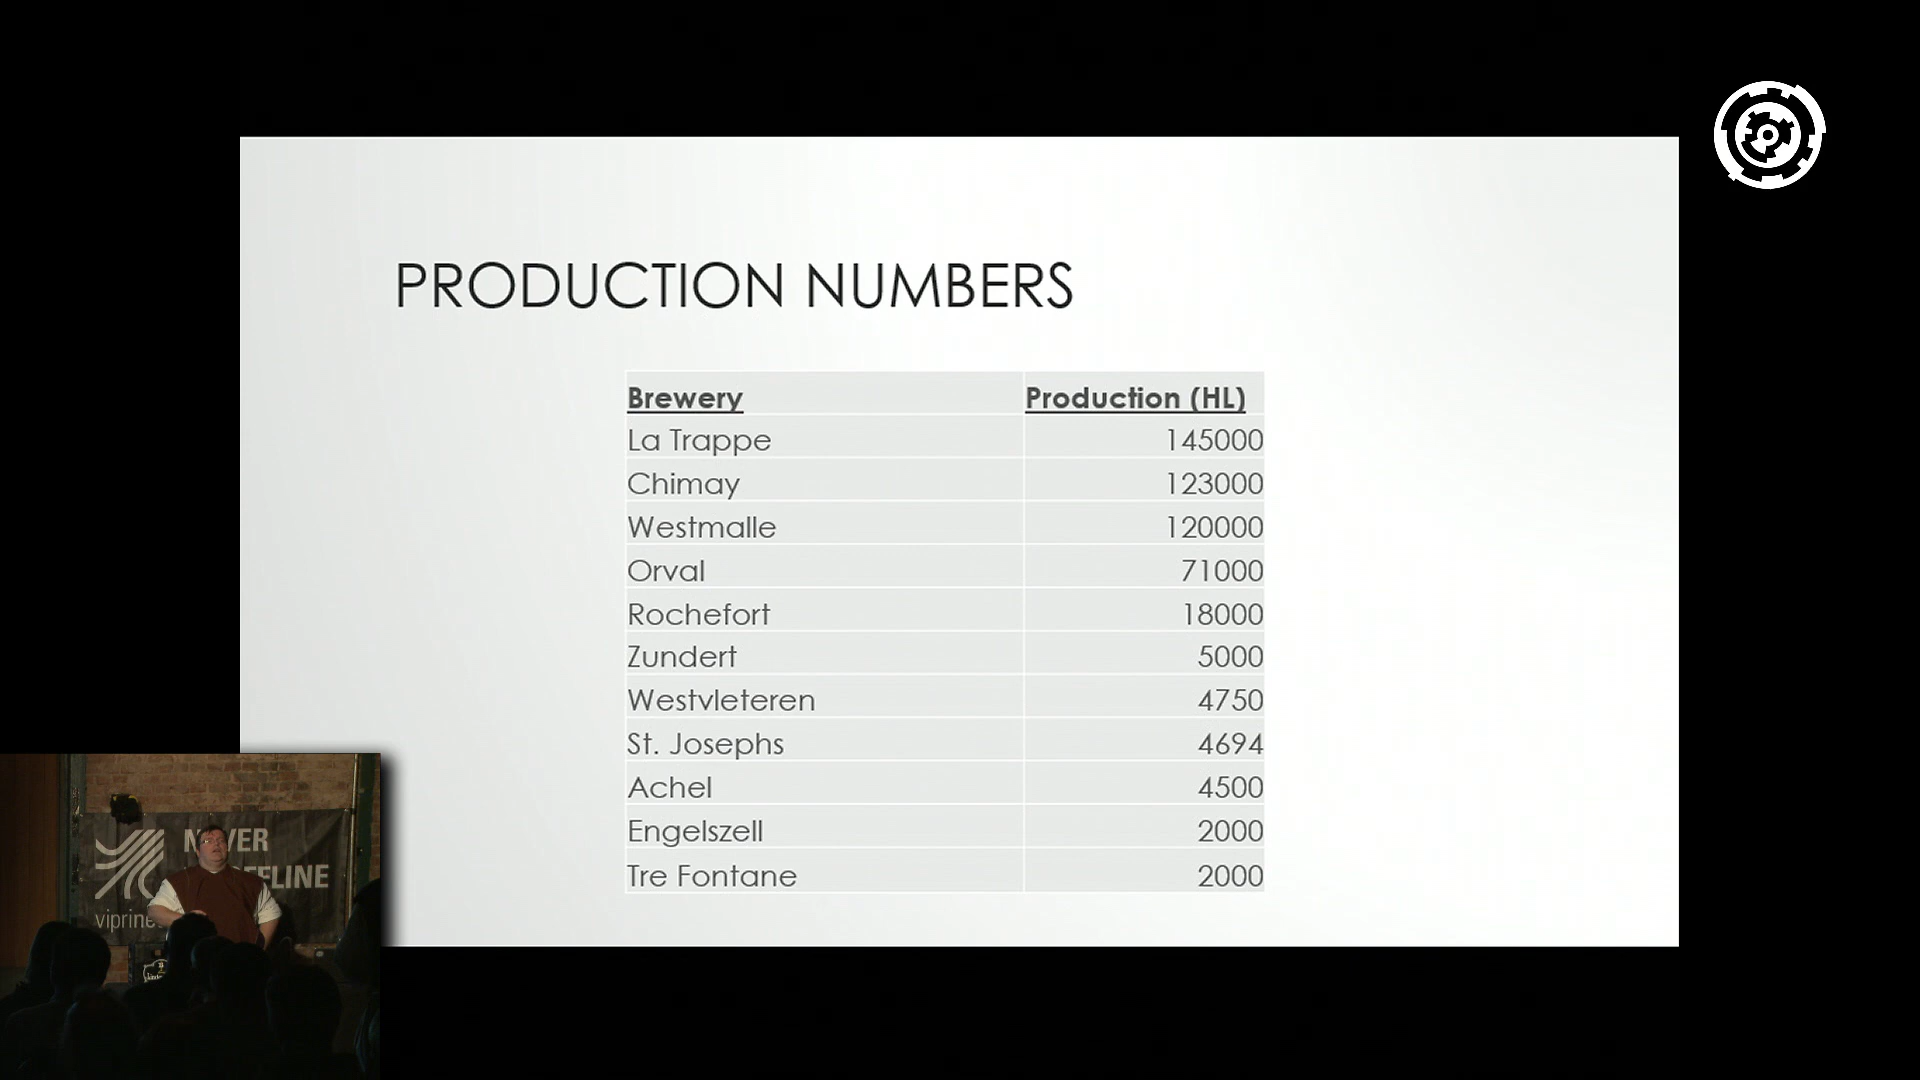 PRODUCTION NUMBERS
Brewery Production (HL)
La Trappe 145000
Chimay 123000
Westmalle 120000
Orval 71000
Rochefort 18000
Zundert 5000
Westvleteren 4750
St. Josephs 4694
Achel 4500
Engelszell 2000
Tre Fontane 2000